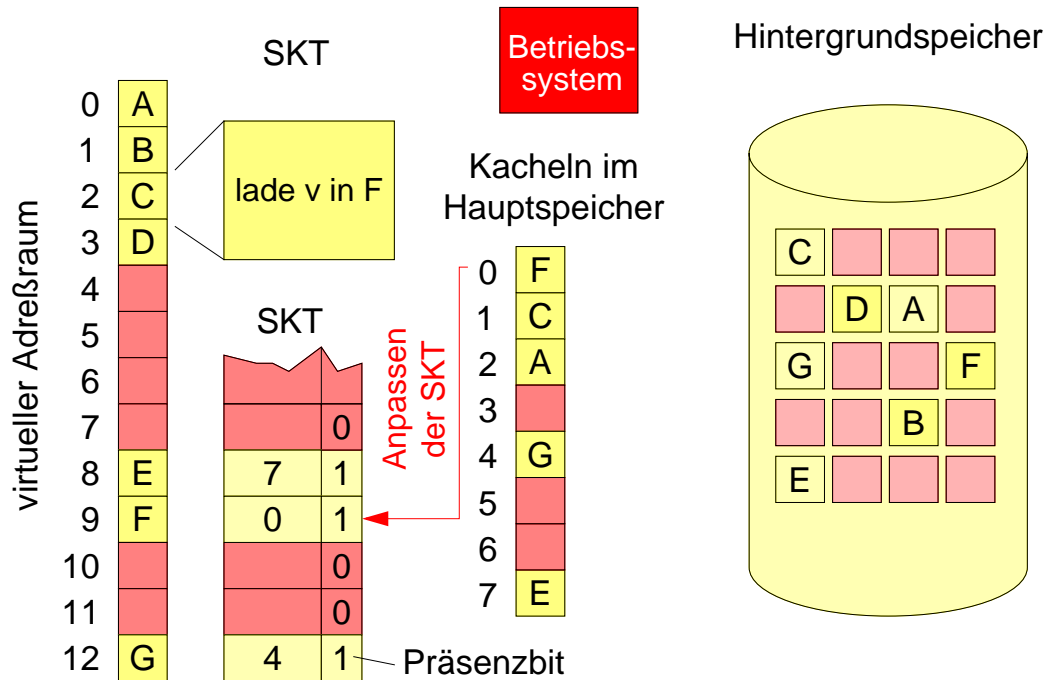 SKT
Betriebs-
system
Hintergrundspeicher
virtueller Adreßraum
0 A
1 B
2 C
3 D
4
5
6
7
8 E
9 F
10
11
12 G
lade v in F
SKT
0
7 1
0 1
0
0
4 1
Präsenzbit
Anpassen
der SKT
Kacheln im
Hauptspeicher
0 F
1 C
2 A
3
4 G
5
6
7 E
C
D A
G F
B
E